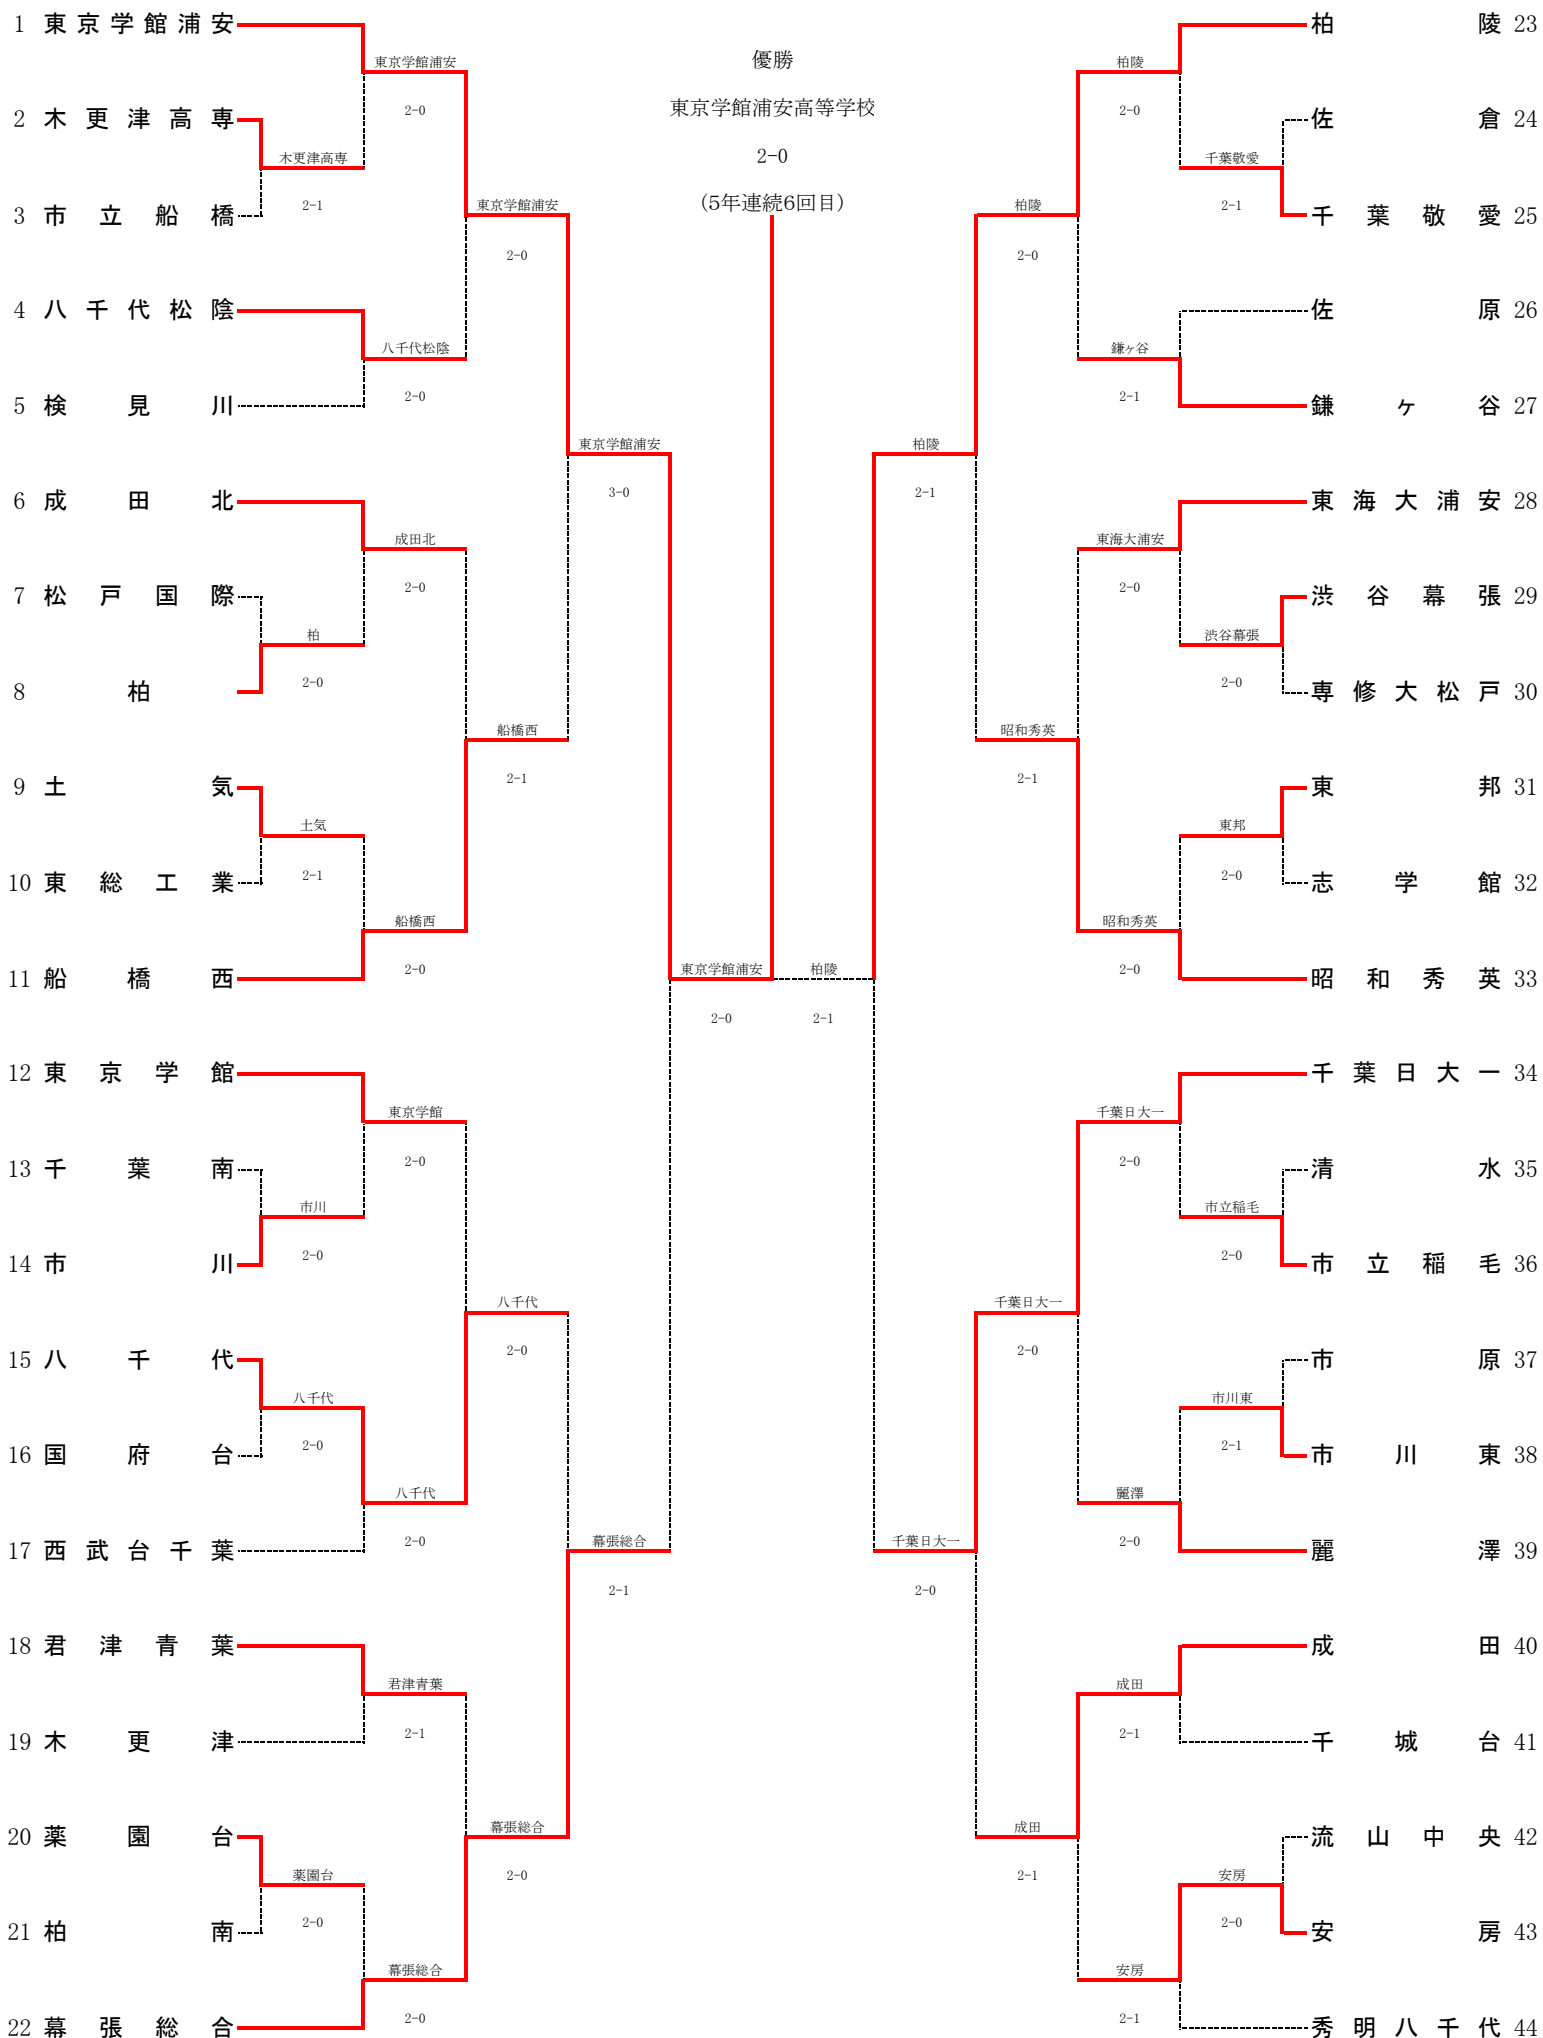 1 東京学館浦安
2 木更津高専
3 市立船橋
4 八千代松陰
5 検見川
6 成田北
7 松戸国際
8 柏
9 土気
10 東総工業
11 船橋西
12 東京学館
13 千葉南
14 市川
15 八千代
16 国府台
17 西武台千葉
18 君津青葉
19 木更津
20 薬園台
21 柏南
22 幕張総合
木更津高専
2-1
柏
2-0
土気
2-1
市川
2-0
八千代
2-0
薬園台
2-0
東京学館浦安
2-0
八千代松陰
2-0
成田北
2-0
船橋西
2-0
東京学館
2-0
八千代
2-0
君津青葉
2-1
幕張総合
2-0
東京学館浦安
2-0
船橋西
2-1
八千代
2-0
幕張総合
2-0
東京学館浦安
3-0
幕張総合
2-1
東京学館浦安
2-0
優勝
東京学館浦安高等学校
2-0
(5年連続6回目)
柏陵
2-1
柏陵
2-1
千葉日大一
2-0
柏陵
2-0
昭和秀英
2-1
千葉日大一
2-0
成田
2-1
柏陵
2-0
鎌ヶ谷
2-1
東海大浦安
2-0
昭和秀英
2-0
千葉日大一
2-0
麗澤
2-0
成田
2-1
安房
2-1
千葉敬愛
2-1
渋谷幕張
2-0
東邦
2-0
市立稲毛
2-0
市川東
2-1
安房
2-0
柏陵 23
佐倉 24
千葉敬愛 25
佐原 26
鎌ヶ谷 27
東海大浦安 28
渋谷幕張 29
専修大松戸 30
東邦 31
志学館 32
昭和秀英 33
千葉日大一 34
清水 35
市立稲毛 36
市原 37
市川東 38
麗澤 39
成田 40
千城台 41
流山中央 42
安房 43
秀明八千代 44